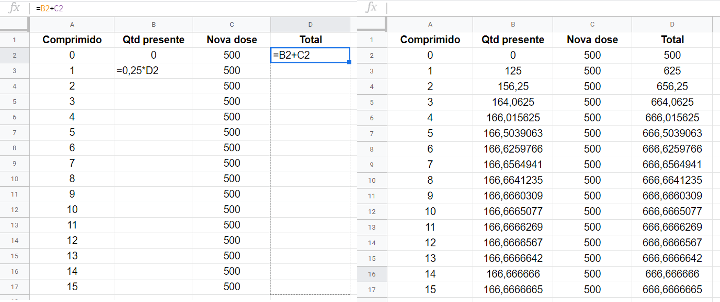 fx =B2+C2
A B C D
1 Comprimido Qtd presente Nova dose Total
2 0 0 500 =B2+C2
3 1 =0,25*D2 500
4 2 500
5 3 500
6 4 500
7 5 500
8 6 500
9 7 500
10 8 500
11 9 500
12 10 500
13 11 500
14 12 500
15 13 500
16 14 500
17 15 500
fx
A B C D
1 Comprimido Qtd presente Nova dose Total
2 0 0 500 500
3 1 125 500 625
4 2 156,25 500 656,25
5 3 164,0625 500 664,0625
6 4 166,015625 500 666,015625
7 5 166,5039063 500 666,5039063
8 6 166,6259766 500 666,6259766
9 7 166,6564941 500 666,6564941
10 8 166,6641235 500 666,6641235
11 9 166,6660309 500 666,6660309
12 10 166,6665077 500 666,6665077
13 11 166,6666269 500 666,6666269
14 12 166,6666567 500 666,6666567
15 13 166,6666642 500 666,6666642
16 14 166,666666 500 666,666666
17 15 166,6666665 500 666,6666665